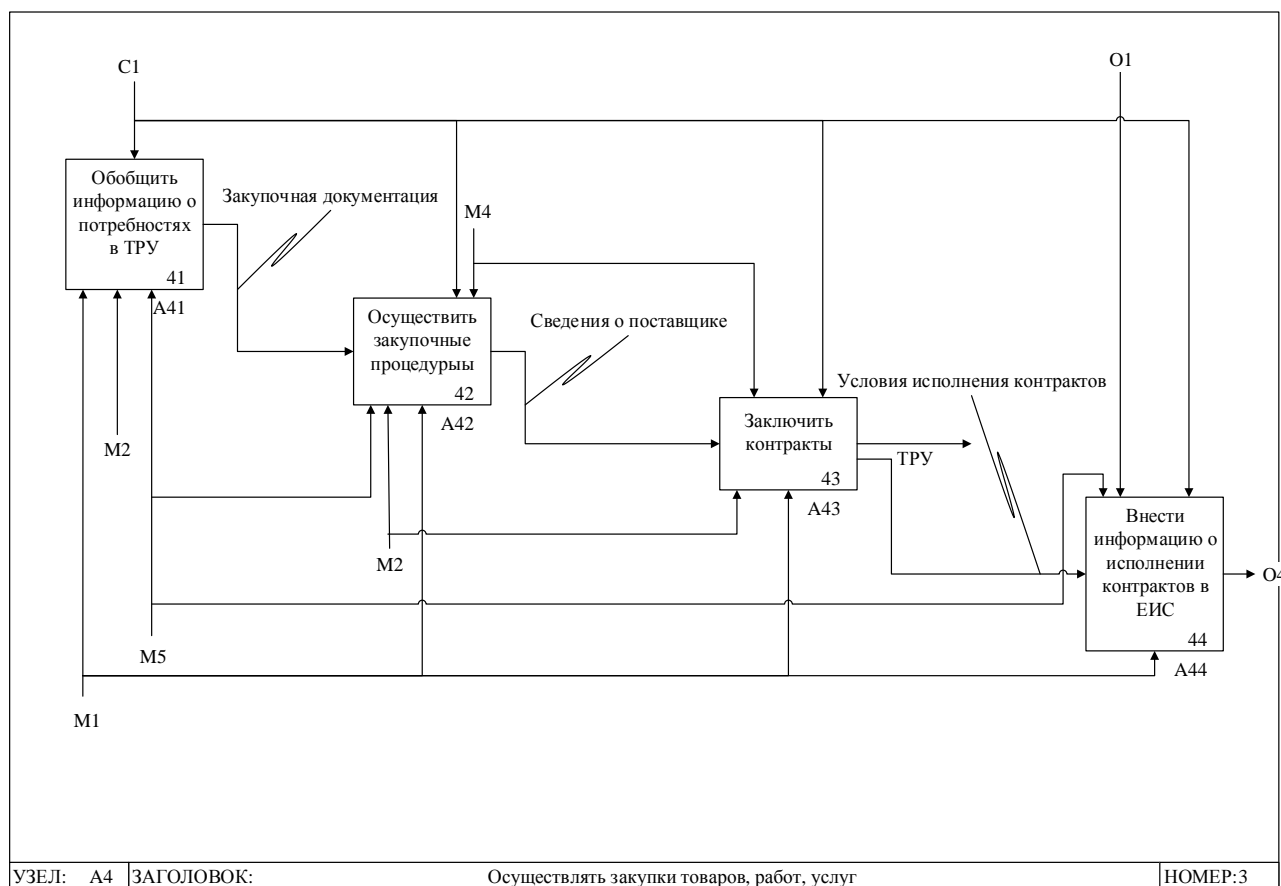 C1
O1
Обобщить
информацию о
потребностях
в ТРУ
41
A41
Закупочная документация
M4
Осуществить
закупочные
процедурыы
42
A42
Сведения о поставщике
Условия исполнения контрактов
Заключить
контракты
43
A43
ТРУ
M2
M2
Внести
информацию о
исполнении
контрактов в
ЕИС
44
A44
O4
M5
M1
УЗЕЛ: A4 ЗАГОЛОВОК: Осуществлять закупки товаров, работ, услуг НОМЕР:3